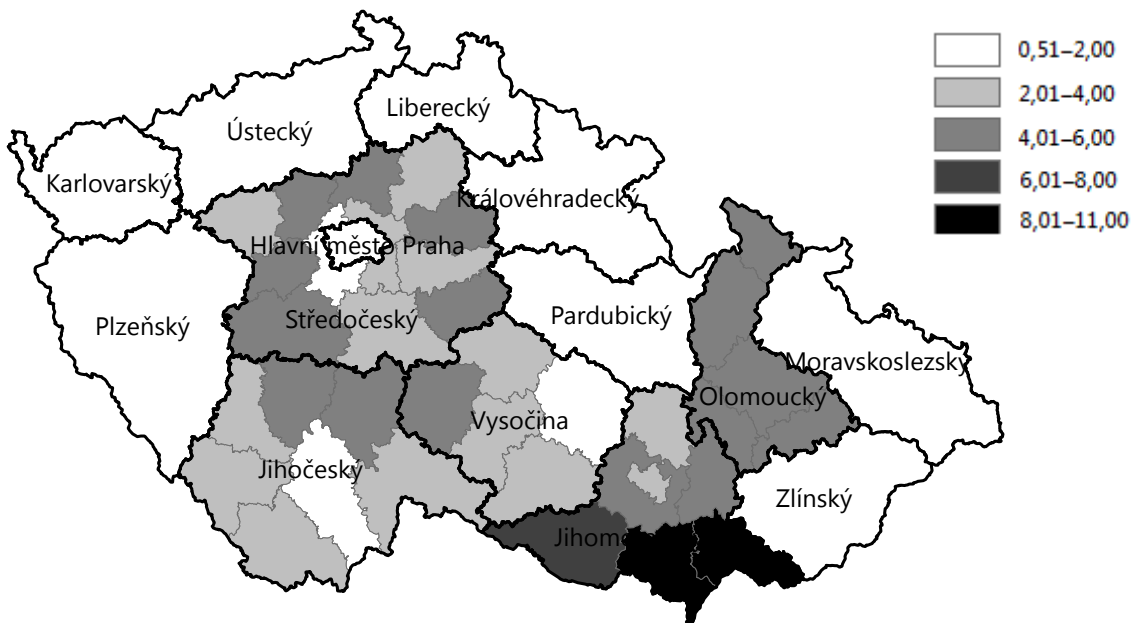 0,51–2,00
2,01–4,00
4,01–6,00
6,01–8,00
8,01–11,00
Liberecký
Ústecký
Karlovarský
Královéhradecký
Hlavní město Praha
Plzeňský
Středočeský
Pardubický
Moravskoslezský
Olomoucký
Vysočina
Jihočeský
Zlínský
Jihom